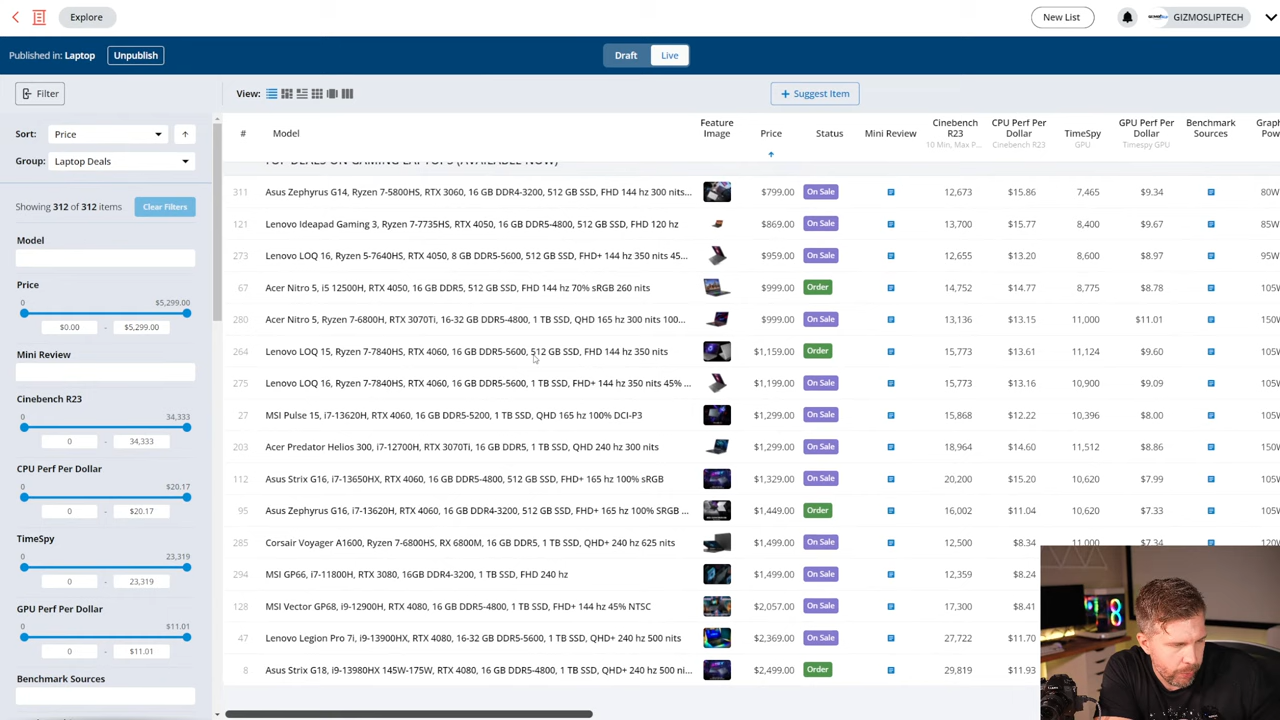 Explore
New List
GIZMOSLIPTECH
Published in: Laptop Unpublish
Draft Live
Filter
View:
+ Suggest Item
Sort: Price
Group: Laptop Deals
Showing 312 of 312 items Clear Filters
Model
Price
0 $5,299.00
$0.00 $5,299.00
Mini Review
Cinebench R23
0 34,333
0 - 34,333
CPU Perf Per Dollar
0 $20.17
0 $20.17
TimeSpy
0 23,319
0 23,319
GPU Perf Per Dollar
0 $11.01
0 $11.01
Benchmark Sources
# Model Feature Image Price Status Mini Review Cinebench R23 10 Min, Max P... CPU Perf Per Dollar Cinebench R23 TimeSpy GPU GPU Perf Per Dollar Timespy GPU Benchmark Sources Graph Pow
TOP DEALS ON GAMING LAPTOPS (AVAILABLE NOW)
311 Asus Zephyrus G14, Ryzen 7-5800HS, RTX 3060, 16 GB DDR4-3200, 512 GB SSD, FHD 144 hz 300 nits... $799.00 On Sale 12,673 $15.86 7,465 $9.34 80W
121 Lenovo Ideapad Gaming 3, Ryzen 7-7735HS, RTX 4050, 16 GB DDR5-4800, 512 GB SSD, FHD 120 hz $869.00 On Sale 13,700 $15.77 8,400 $9.67 85W
273 Lenovo LOQ 16, Ryzen 5-7640HS, RTX 4050, 8 GB DDR5-5600, 512 GB SSD, FHD+ 144 hz 350 nits 45... $959.00 On Sale 12,655 $13.20 8,600 $8.97 95W
67 Acer Nitro 5, i5 12500H, RTX 4050, 16 GB DDR5, 512 GB SSD, FHD 144 hz 70% sRGB 260 nits $999.00 Order 14,752 $14.77 8,775 $8.78 105W
280 Acer Nitro 5, Ryzen 7-6800H, RTX 3070Ti, 16-32 GB DDR5-4800, 1 TB SSD, QHD 165 hz 300 nits 100... $999.00 On Sale 13,136 $13.15 11,000 $11.01 105W
264 Lenovo LOQ 15, Ryzen 7-7840HS, RTX 4060, 16 GB DDR5-5600, 512 GB SSD, FHD 144 hz 350 nits $1,159.00 Order 15,773 $13.61 11,124 $9.60 105W
275 Lenovo LOQ 16, Ryzen 7-7840HS, RTX 4060, 16 GB DDR5-5600, 1 TB SSD, FHD+ 144 hz 350 nits 45% ... $1,199.00 On Sale 15,773 $13.16 10,900 $9.09 105W
27 MSI Pulse 15, i7-13620H, RTX 4060, 16 GB DDR5-5200, 1 TB SSD, QHD 165 hz 100% DCI-P3 $1,299.00 On Sale 15,868 $12.22 10,396 $8.00 105W
203 Acer Predator Helios 300, i7-12700H, RTX 3070Ti, 16 GB DDR5, 1 TB SSD, QHD 240 hz 300 nits $1,299.00 On Sale 18,964 $14.60 11,512 $8.86 150W
112 Asus Strix G16, i7-13650HX, RTX 4060, 16 GB DDR5-4800, 512 GB SSD, FHD+ 165 hz 100% sRGB $1,329.00 On Sale 20,200 $15.20 10,620 $7.99 140W
95 Asus Zephyrus G16, i7-13620H, RTX 4060, 16 GB DDR4-3200, 512 GB SSD, FHD+ 165 hz 100% SRGB ... $1,449.00 Order 16,002 $11.04 10,620 $7.33 120W
285 Corsair Voyager A1600, Ryzen 7-6800HS, RX 6800M, 16 GB DDR5-4800, 1 TB SSD, QHD+ 240 hz 625 nits $1,499.00 On Sale 12,500 $8.34 11,000 $7.34
294 MSI GP66, i7-11800H, RTX 3080, 16GB DDR4-3200, 1 TB SSD, FHD 240 hz $1,499.00 On Sale 12,359 $8.24
128 MSI Vector GP68, i9-12900H, RTX 4080, 16 GB DDR5-4800, 1 TB SSD, FHD+ 144 hz 45% NTSC $2,057.00 On Sale 17,300 $8.41
47 Lenovo Legion Pro 7i, i9-13900HX, RTX 4080, 16-32 GB DDR5-5600, 1 TB SSD, QHD+ 240 hz 500 nits $2,369.00 On Sale 27,722 $11.70
8 Asus Strix G18, i9-13980HX 145W-175W, RTX 4080, 16 GB DDR5-4800, 1 TB SSD, QHD+ 240 hz 500 ni... $2,499.00 Order 29,819 $11.93